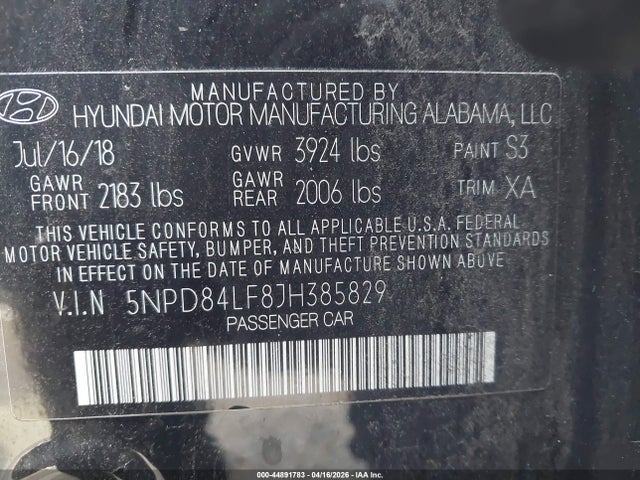 MANUFACTURED BY
HYUNDAI MOTOR MANUFACTURING ALABAMA, LLC
Jul/16/18 GVWR 3924 lbs PAINT S3
GAWR FRONT 2183 lbs GAWR REAR 2006 lbs TRIM XA
THIS VEHICLE CONFORMS TO ALL APPLICABLE U.S.A. FEDERAL
MOTOR VEHICLE SAFETY, BUMPER, AND THEFT PREVENTION STANDARDS
IN EFFECT ON THE DATE OF MANUFACTURE SHOWN ABOVE.
V.I.N 5NPD84LF8JH385829
PASSENGER CAR
000-44891783 - 04/16/2026 - IAA Inc.